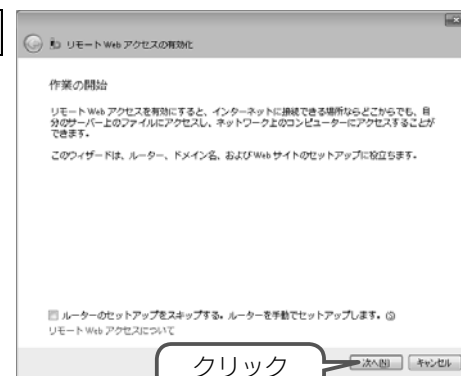 リモート Web アクセスの有効化
作業の開始
リモート Web アクセスを有効にすると、インターネットに接続できる場所ならどこからでも、自
分のサーバー上のファイルにアクセスし、ネットワーク上のコンピューターにアクセスすることが
できます。
このウィザードは、ルーター、ドメイン名、および Web サイトのセットアップに役立ちます。
ルーターのセットアップをスキップする。ルーターを手動でセットアップします。(S)
リモート Web アクセスについて
クリック
次へ(N) キャンセル